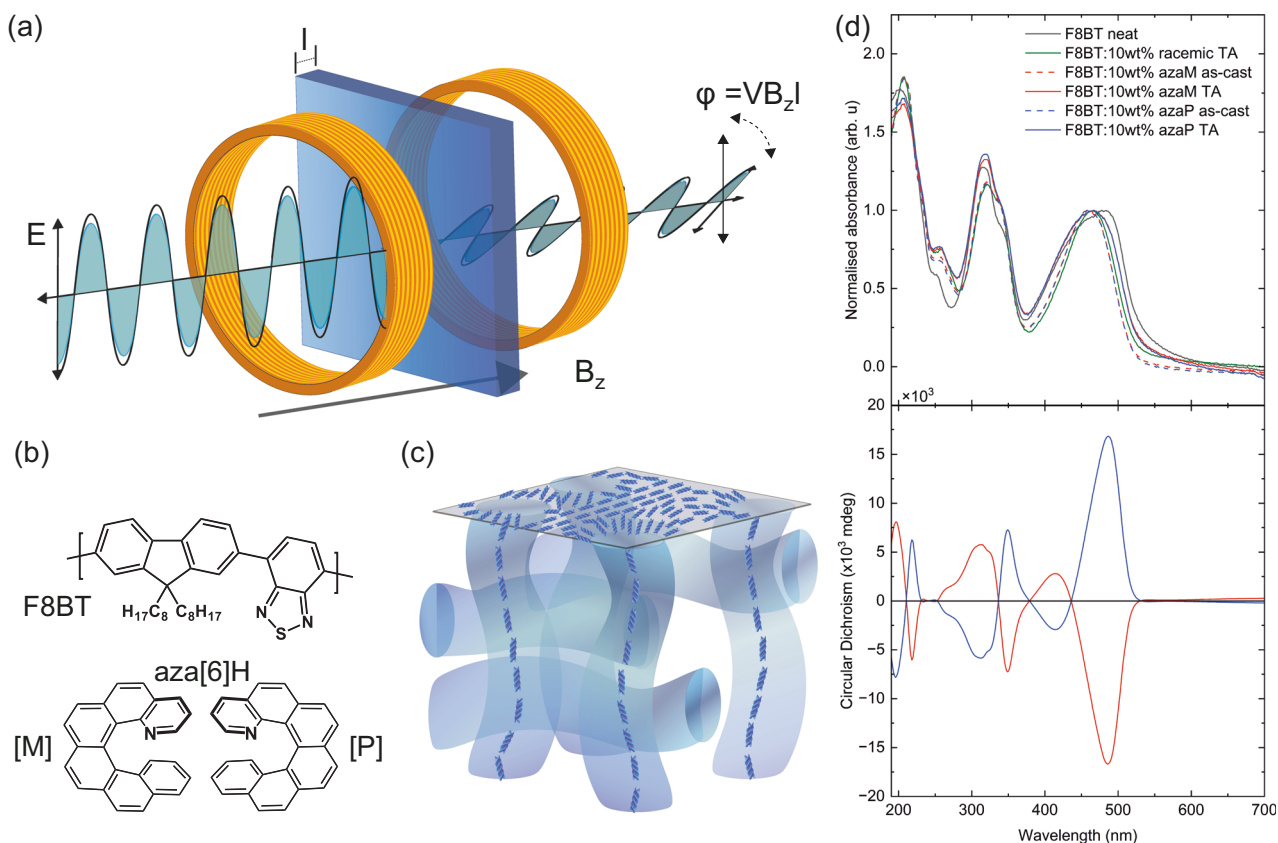 (a)
l
φ =VB_zl
E
B_z
(b)
F8BT
H₁₇C₈ C₈H₁₇
N
S
N
aza[6]H
[M]
N
N
[P]
(c)
(d)
F8BT neat
F8BT:10wt% racemic TA
F8BT:10wt% azaM as-cast
F8BT:10wt% azaM TA
F8BT:10wt% azaP as-cast
F8BT:10wt% azaP TA
Normalised absorbance (arb. u)
2.0
1.5
1.0
0.5
0.0
×10³
Circular Dichroism (x10³ mdeg)
20
15
10
5
0
−5
−10
−15
−20
200 300 400 500 600 700
Wavelength (nm)